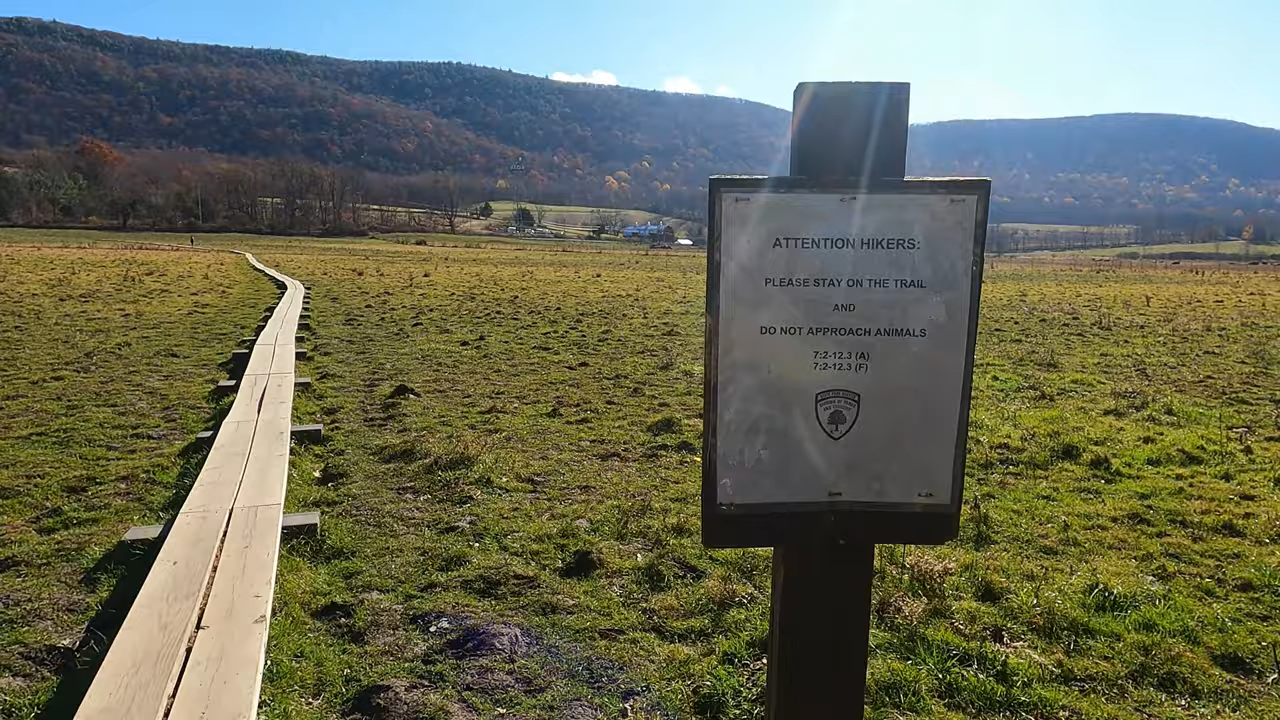 ATTENTION HIKERS:
PLEASE STAY ON THE TRAIL
AND
DO NOT APPROACH ANIMALS
7:2-12.3 (A)
7:2-12.3 (F)